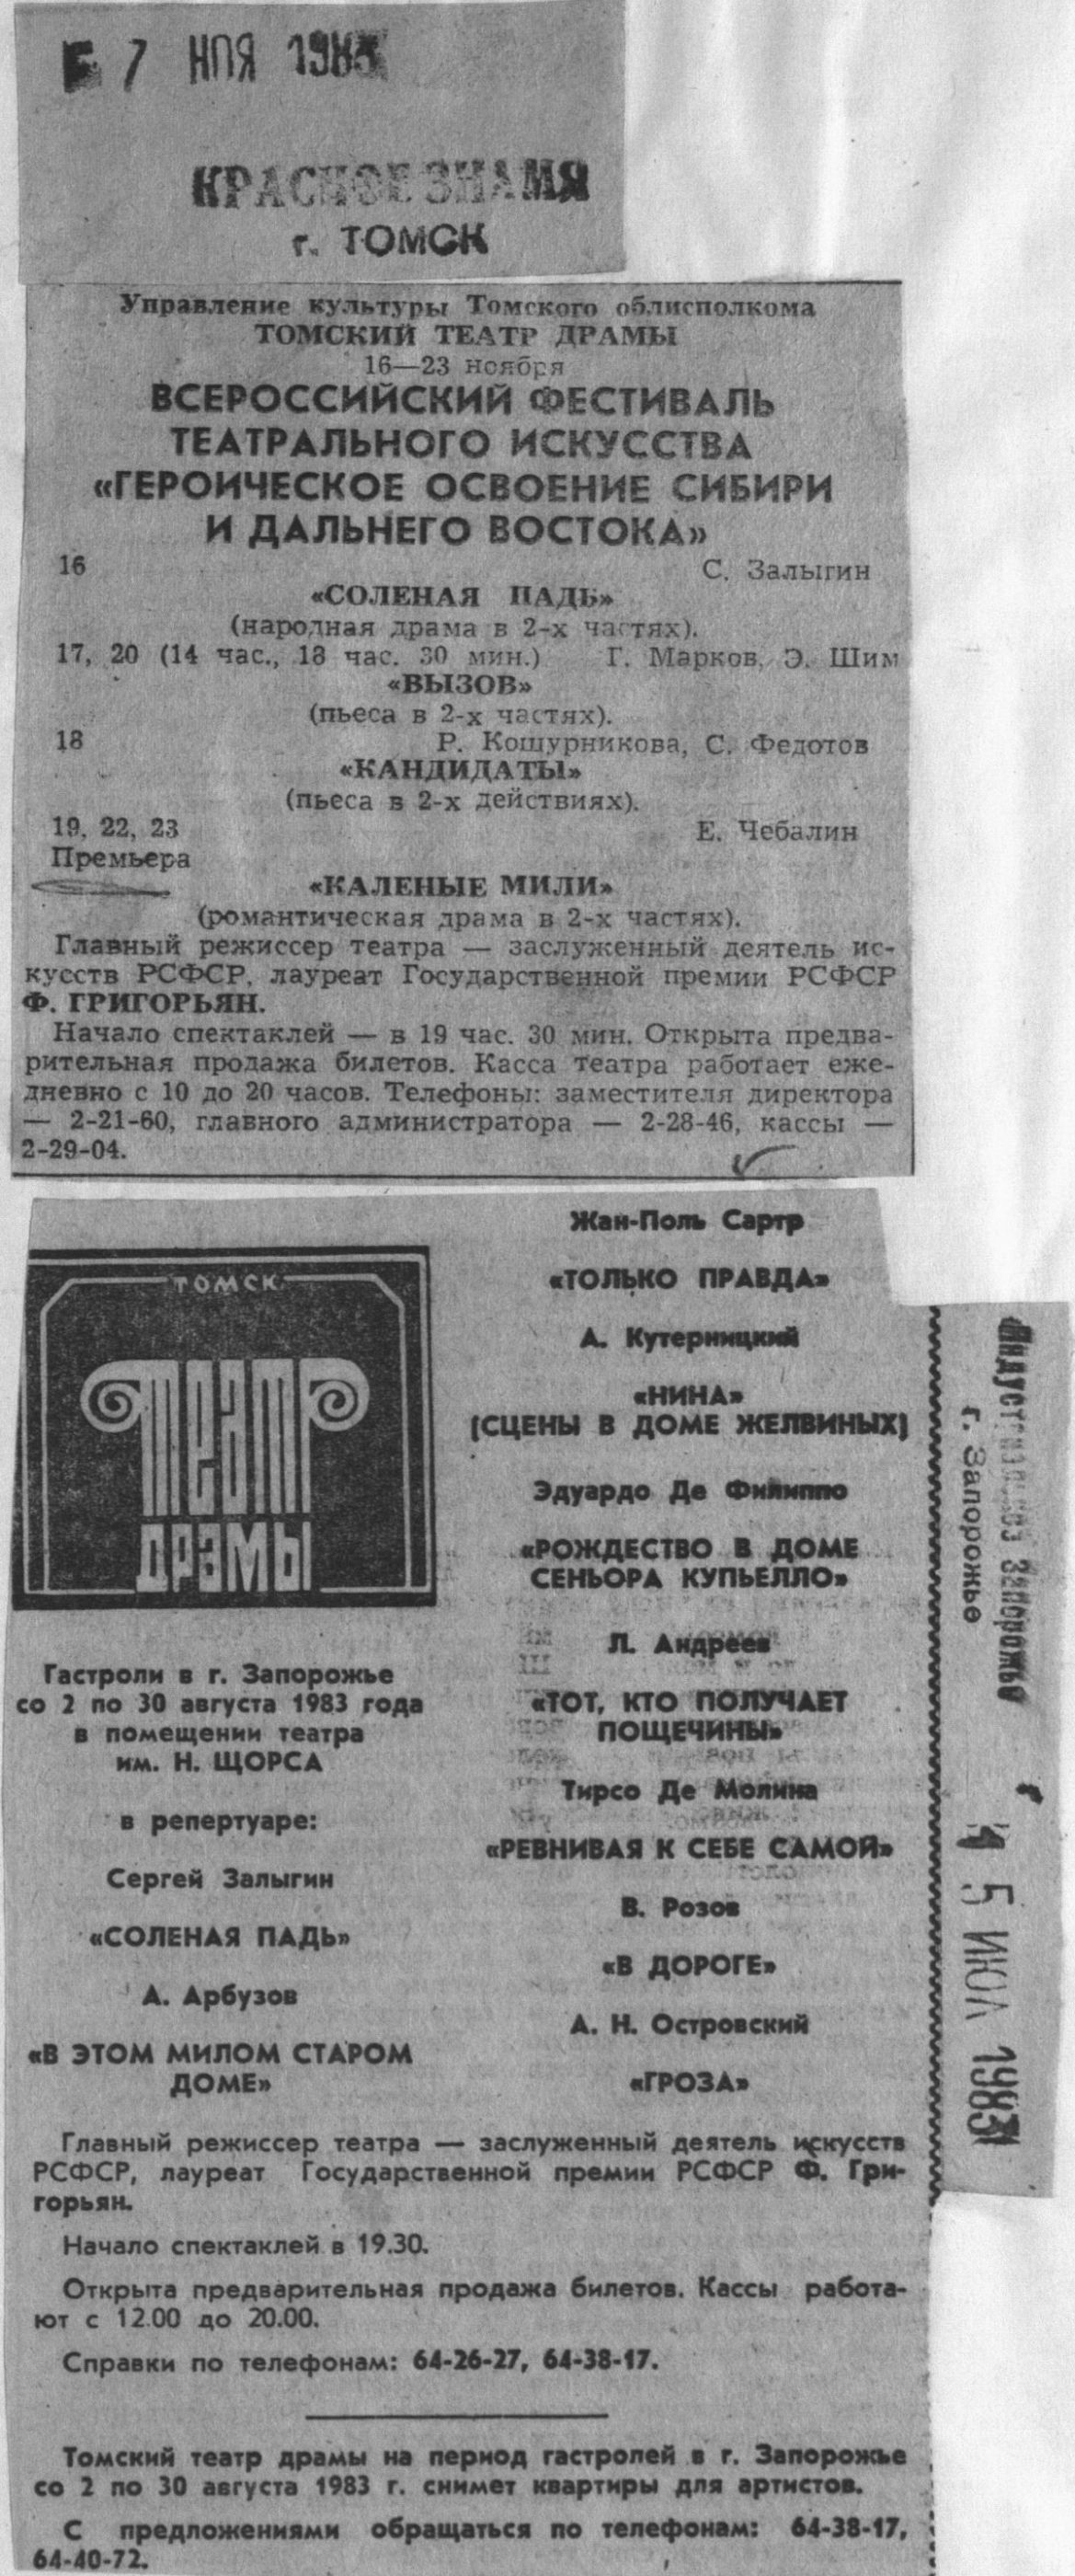 7 НОЯ 1983
КРАСНОЕ ЗНАМЯ
г. ТОМСК
Управление культуры Томского облисполкома
ТОМСКИЙ ТЕАТР ДРАМЫ
16—23 ноября
ВСЕРОССИЙСКИЙ ФЕСТИВАЛЬ
ТЕАТРАЛЬНОГО ИСКУССТВА
«ГЕРОИЧЕСКОЕ ОСВОЕНИЕ СИБИРИ
И ДАЛЬНЕГО ВОСТОКА»
16 С. Залыгин
«СОЛЕНАЯ ПАДЬ»
(народная драма в 2-х частях).
17, 20 (14 час., 18 час. 30 мин.) Г. Марков, Э. Шим
«ВЫЗОВ»
(пьеса в 2-х частях).
18 Р. Кошурникова, С. Федотов
«КАНДИДАТЫ»
(пьеса в 2-х действиях).
19, 22, 23 Е. Чебалин
Премьера
«КАЛЕНЫЕ МИЛИ»
(романтическая драма в 2-х частях).
Главный режиссер театра — заслуженный деятель ис-
кусств РСФСР, лауреат Государственной премии РСФСР
Ф. ГРИГОРЬЯН.
Начало спектаклей — в 19 час. 30 мин. Открыта предва-
рительная продажа билетов. Касса театра работает еже-
дневно с 10 до 20 часов. Телефоны: заместителя директора
— 2-21-60, главного администратора — 2-28-46, кассы —
2-29-04.
ТОМСК
театр
драмы
Гастроли в г. Запорожье
со 2 по 30 августа 1983 года
в помещении театра
им. Н. ЩОРСА
в репертуаре:
Сергей Залыгин
«СОЛЕНАЯ ПАДЬ»
А. Арбузов
«В ЭТОМ МИЛОМ СТАРОМ
ДОМЕ»
Жан-Поль Сартр
«ТОЛЬКО ПРАВДА»
А. Кутерницкий
«НИНА»
(СЦЕНЫ В ДОМЕ ЖЕЛВИНЫХ)
Эдуардо Де Филиппо
«РОЖДЕСТВО В ДОМЕ
СЕНЬОРА КУПЬЕЛЛО»
Л. Андреев
«ТОТ, КТО ПОЛУЧАЕТ
ПОЩЕЧИНЫ»
Тирсо Де Молина
«РЕВНИВАЯ К СЕБЕ САМОЙ»
В. Розов
«В ДОРОГЕ»
А. Н. Островский
«ГРОЗА»
Главный режиссер театра — заслуженный деятель искусств
РСФСР, лауреат Государственной премии РСФСР Ф. Гри-
горьян.
Начало спектаклей в 19.30.
Открыта предварительная продажа билетов. Кассы работа-
ют с 12.00 до 20.00.
Справки по телефонам: 64-26-27, 64-38-17.
Томский театр драмы на период гастролей в г. Запорожье
со 2 по 30 августа 1983 г. снимет квартиры для артистов.
С предложениями обращаться по телефонам: 64-38-17,
64-40-72.
Запорожье
г. Запорожье
5 ИЮЛ 1983